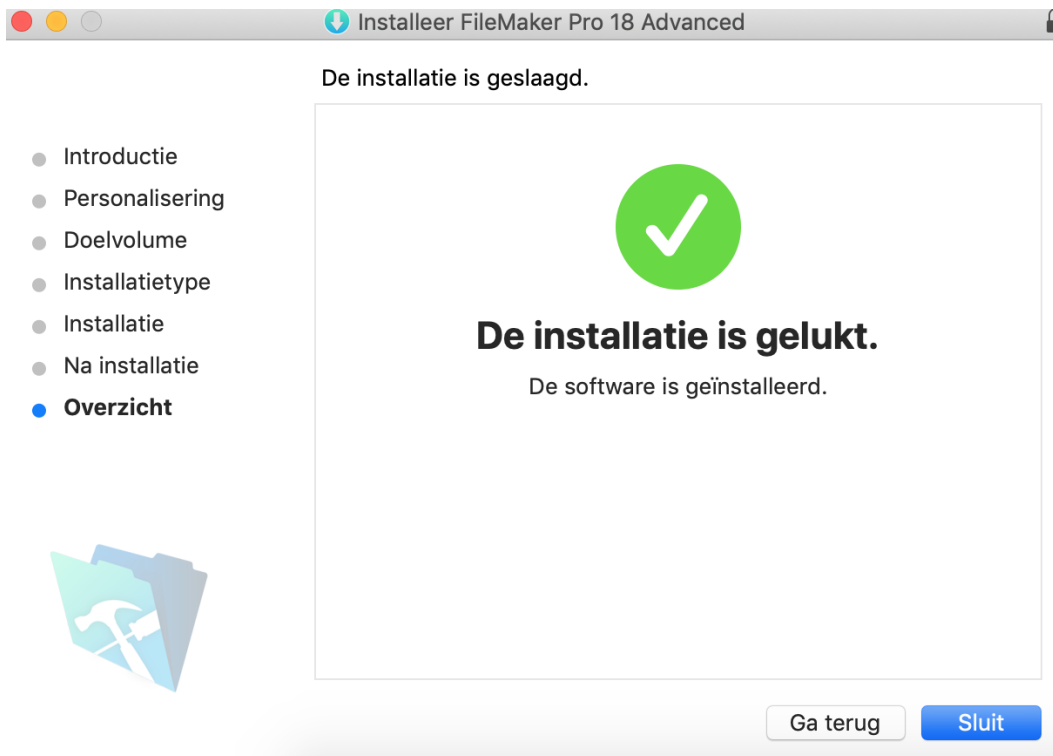 Installeer FileMaker Pro 18 Advanced
De installatie is geslaagd.
Introductie
Personalisering
Doelvolume
Installatietype
Installatie
Na installatie
Overzicht
De installatie is gelukt.
De software is geïnstalleerd.
Ga terug
Sluit